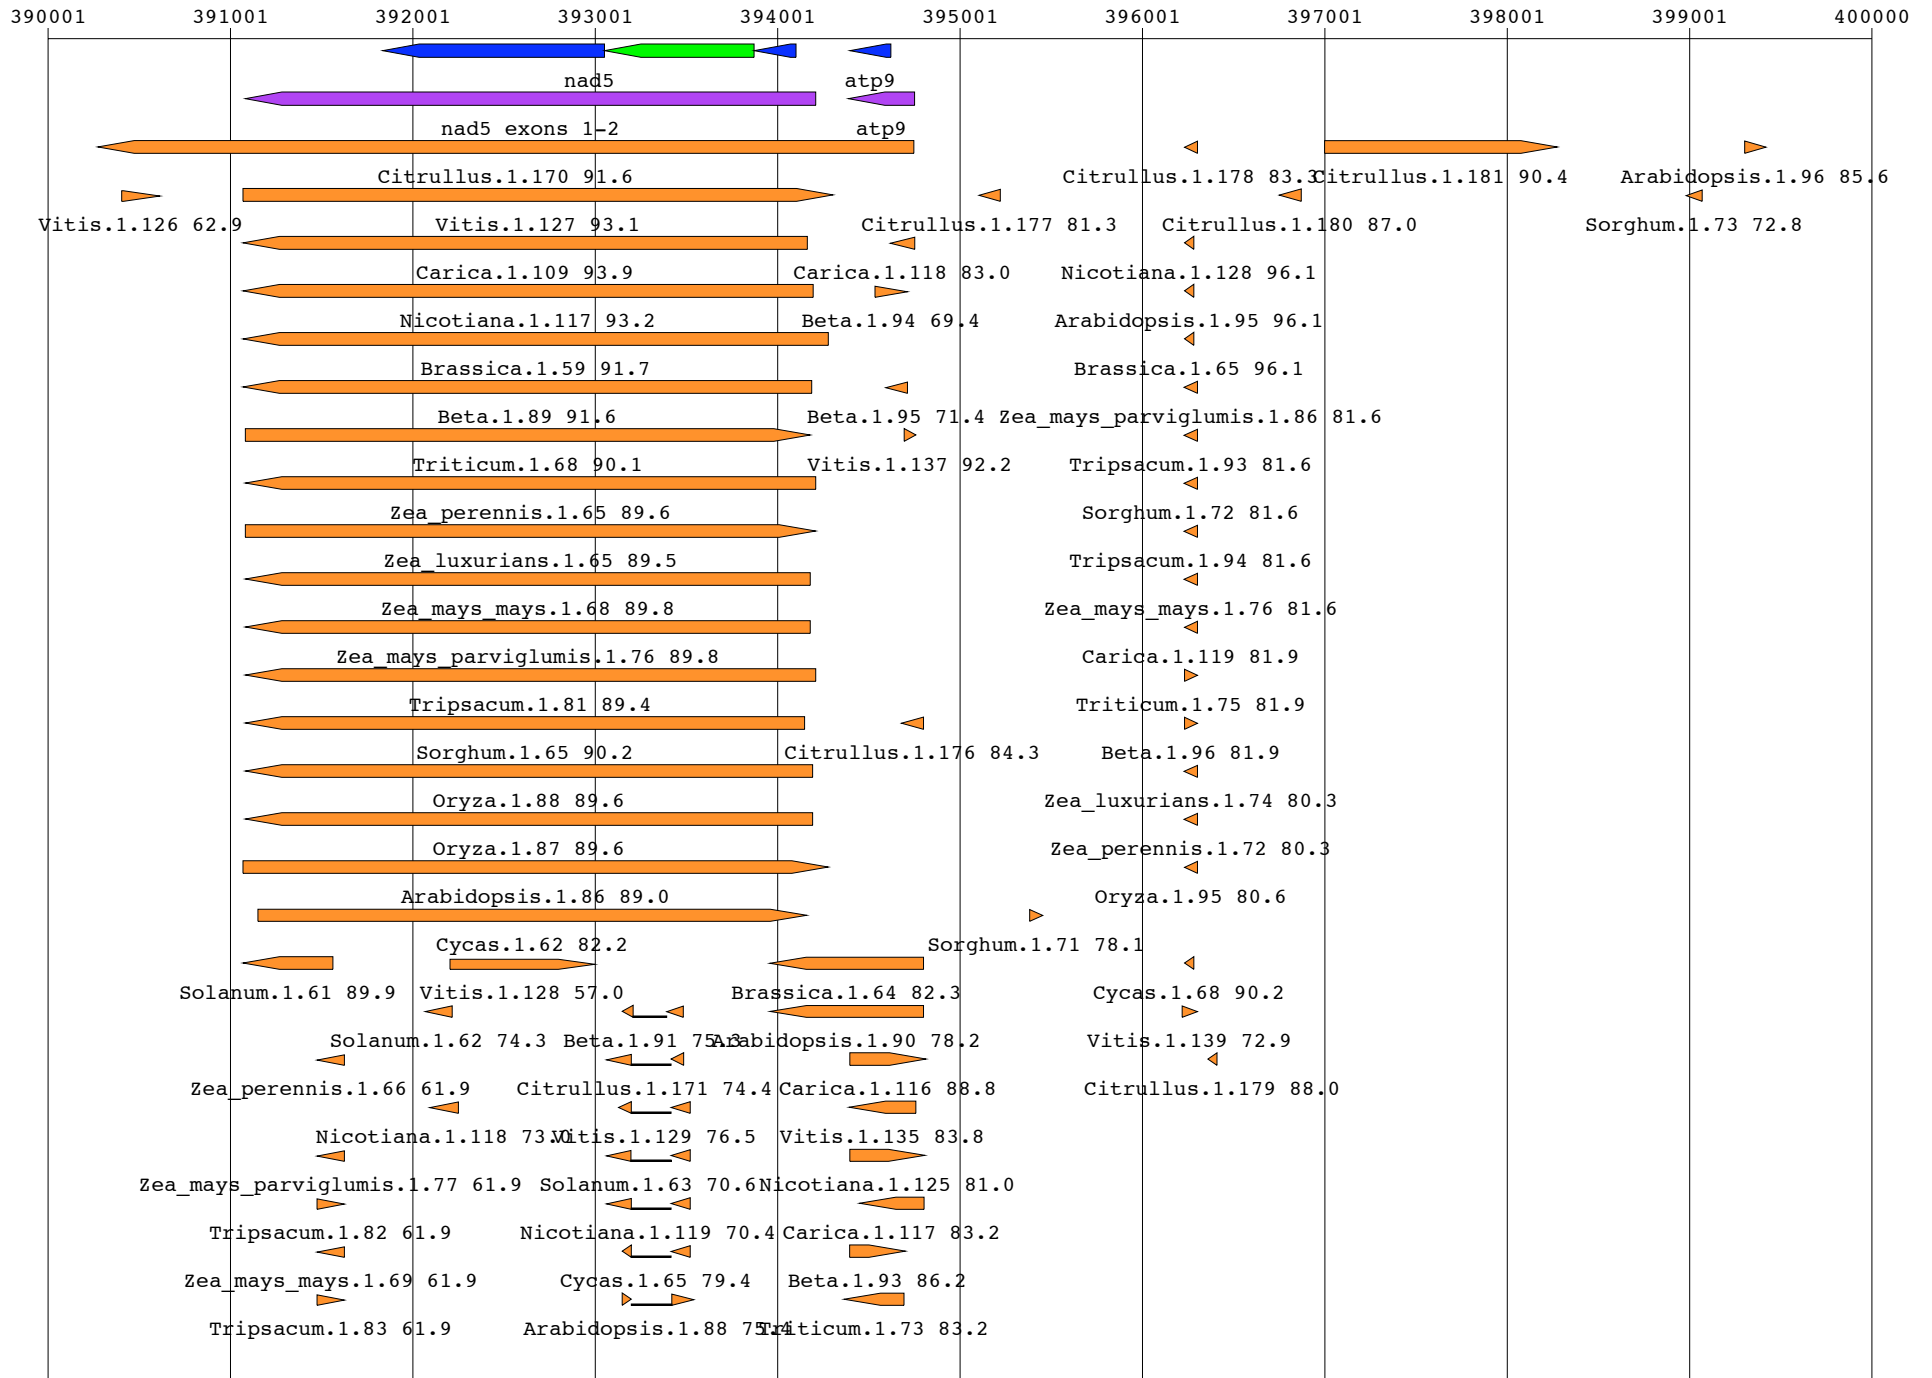 390001 391001 392001 393001 394001 395001 396001 397001 398001 399001 400000
nad5 atp9
nad5 exons 1-2 atp9
Citrullus.1.170 91.6 Citrullus.1.178 83.3 Citrullus.1.181 90.4 Arabidopsis.1.96 85.6
Vitis.1.126 62.9 Vitis.1.127 93.1 Citrullus.1.177 81.3 Citrullus.1.180 87.0 Sorghum.1.73 72.8
Carica.1.109 93.9 Carica.1.118 83.0 Nicotiana.1.128 96.1
Nicotiana.1.117 93.2 Beta.1.94 69.4 Arabidopsis.1.95 96.1
Brassica.1.59 91.7 Brassica.1.65 96.1
Beta.1.89 91.6 Beta.1.95 71.4 Zea_mays_parviglumis.1.86 81.6
Triticum.1.68 90.1 Vitis.1.137 92.2 Tripsacum.1.93 81.6
Zea_perennis.1.65 89.6 Sorghum.1.72 81.6
Zea_luxurians.1.65 89.5 Tripsacum.1.94 81.6
Zea_mays_mays.1.68 89.8 Zea_mays_mays.1.76 81.6
Zea_mays_parviglumis.1.76 89.8 Carica.1.119 81.9
Tripsacum.1.81 89.4 Triticum.1.75 81.9
Sorghum.1.65 90.2 Citrullus.1.176 84.3 Beta.1.96 81.9
Oryza.1.88 89.6 Zea_luxurians.1.74 80.3
Oryza.1.87 89.6 Zea_perennis.1.72 80.3
Arabidopsis.1.86 89.0 Oryza.1.95 80.6
Cycas.1.62 82.2 Sorghum.1.71 78.1
Solanum.1.61 89.9 Vitis.1.128 57.0 Brassica.1.64 82.3 Cycas.1.68 90.2
Solanum.1.62 74.3 Beta.1.91 75.3 Arabidopsis.1.90 78.2 Vitis.1.139 72.9
Zea_perennis.1.66 61.9 Citrullus.1.171 74.4 Carica.1.116 88.8 Citrullus.1.179 88.0
Nicotiana.1.118 73.0 Vitis.1.129 76.5 Vitis.1.135 83.8
Zea_mays_parviglumis.1.77 61.9 Solanum.1.63 70.6 Nicotiana.1.125 81.0
Tripsacum.1.82 61.9 Nicotiana.1.119 70.4 Carica.1.117 83.2
Zea_mays_mays.1.69 61.9 Cycas.1.65 79.4 Beta.1.93 86.2
Tripsacum.1.83 61.9 Arabidopsis.1.88 75.4 Triticum.1.73 83.2